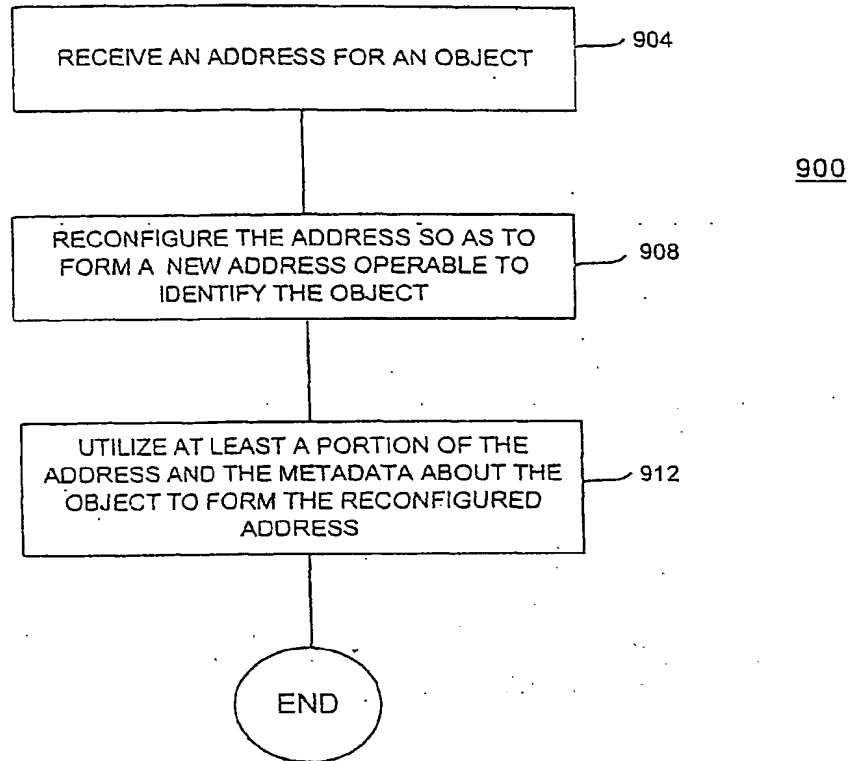 RECEIVE AN ADDRESS FOR AN OBJECT
904
900
RECONFIGURE THE ADDRESS SO AS TO
FORM A NEW ADDRESS OPERABLE TO
IDENTIFY THE OBJECT
908
UTILIZE AT LEAST A PORTION OF THE
ADDRESS AND THE METADATA ABOUT THE
OBJECT TO FORM THE RECONFIGURED
ADDRESS
912
END